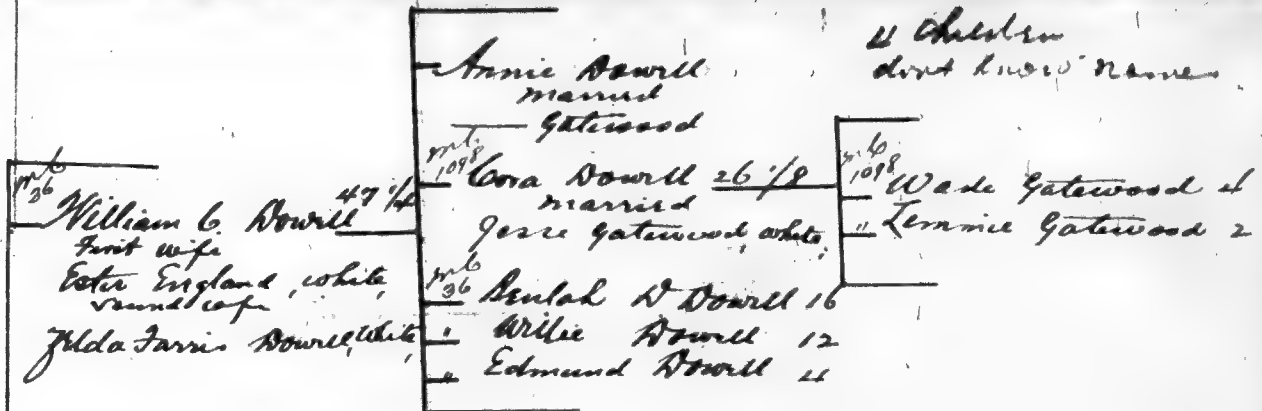 4 Children
dont know names
Annie Dowell
married
Gatewood
1098
Cora Dowell 26 1/8
married
Jesse Gatewood, white,
1098
Wade Gatewood 4
" Lemmie Gatewood 2
36
William C. Dowell 47 1/4
First wife
Ester England, white,
Zelda Farris Dowell, White,
36
Beulah D Dowell 16
" Willie Dowell 12
" Edmund Dowell 4